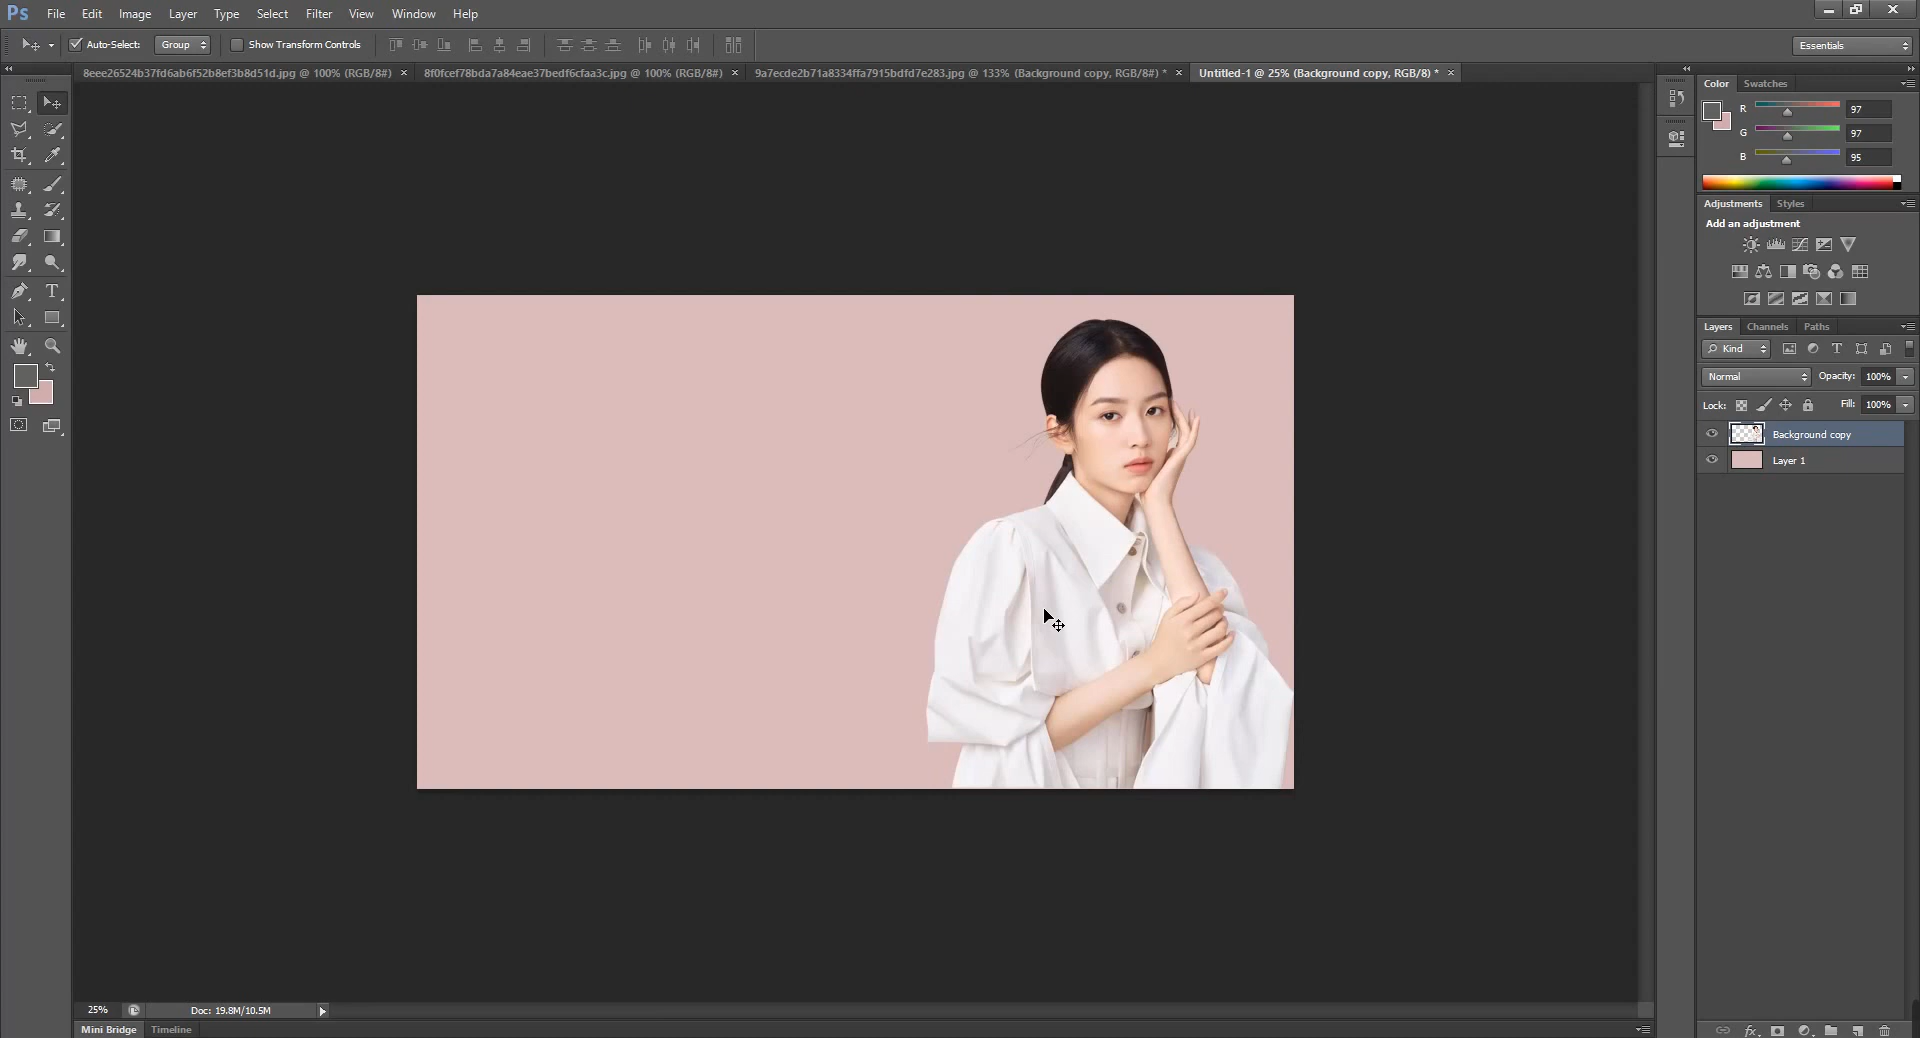 Ps File Edit Image Layer Type Select Filter View Window Help
Auto-Select: Group Show Transform Controls Essentials
8eee26524b37fd6ab6f52b8ef3b8d51d.jpg @ 100% (RGB/8#) × 8f0fcef78bda7a84eae37bedf6cfaa3c.jpg @ 100% (RGB/8#) × 9a7ecde2b71a8334ffa7915bdfd7e283.jpg @ 133% (Background copy, RGB/8#) * × Untitled-1 @ 25% (Background copy, RGB/8) * ×
Color Swatches
R 97
G 97
B 95
Adjustments Styles
Add an adjustment
Layers Channels Paths
Kind
Normal Opacity: 100%
Lock: Fill: 100%
Background copy
Layer 1
25% Doc: 19.8M/10.5M
Mini Bridge Timeline